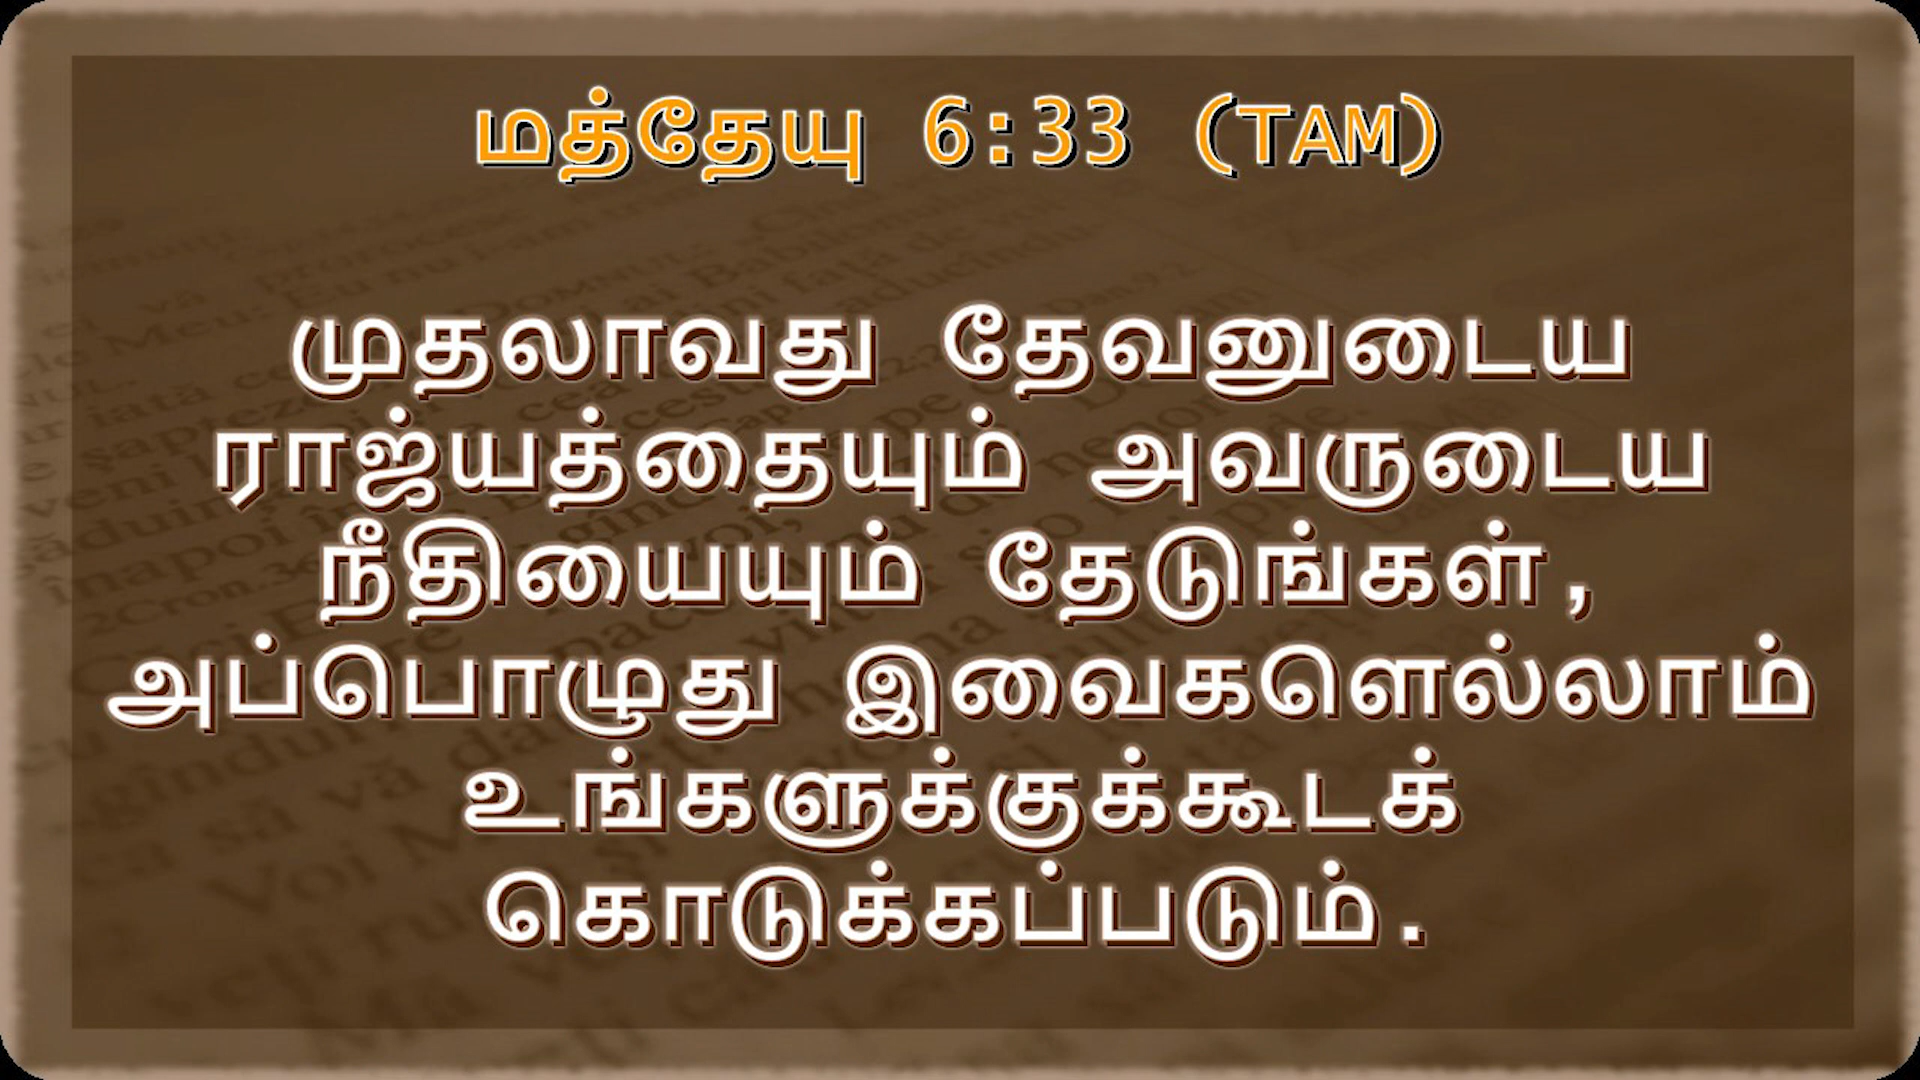 மத்தேயு 6:33 (TAM)
முதலாவது தேவனுடைய
ராஜ்யத்தையும் அவருடைய
நீதியையும் தேடுங்கள்,
அப்பொழுது இவைகளெல்லாம்
உங்களுக்குக்கூடக்
கொடுக்கப்படும்.